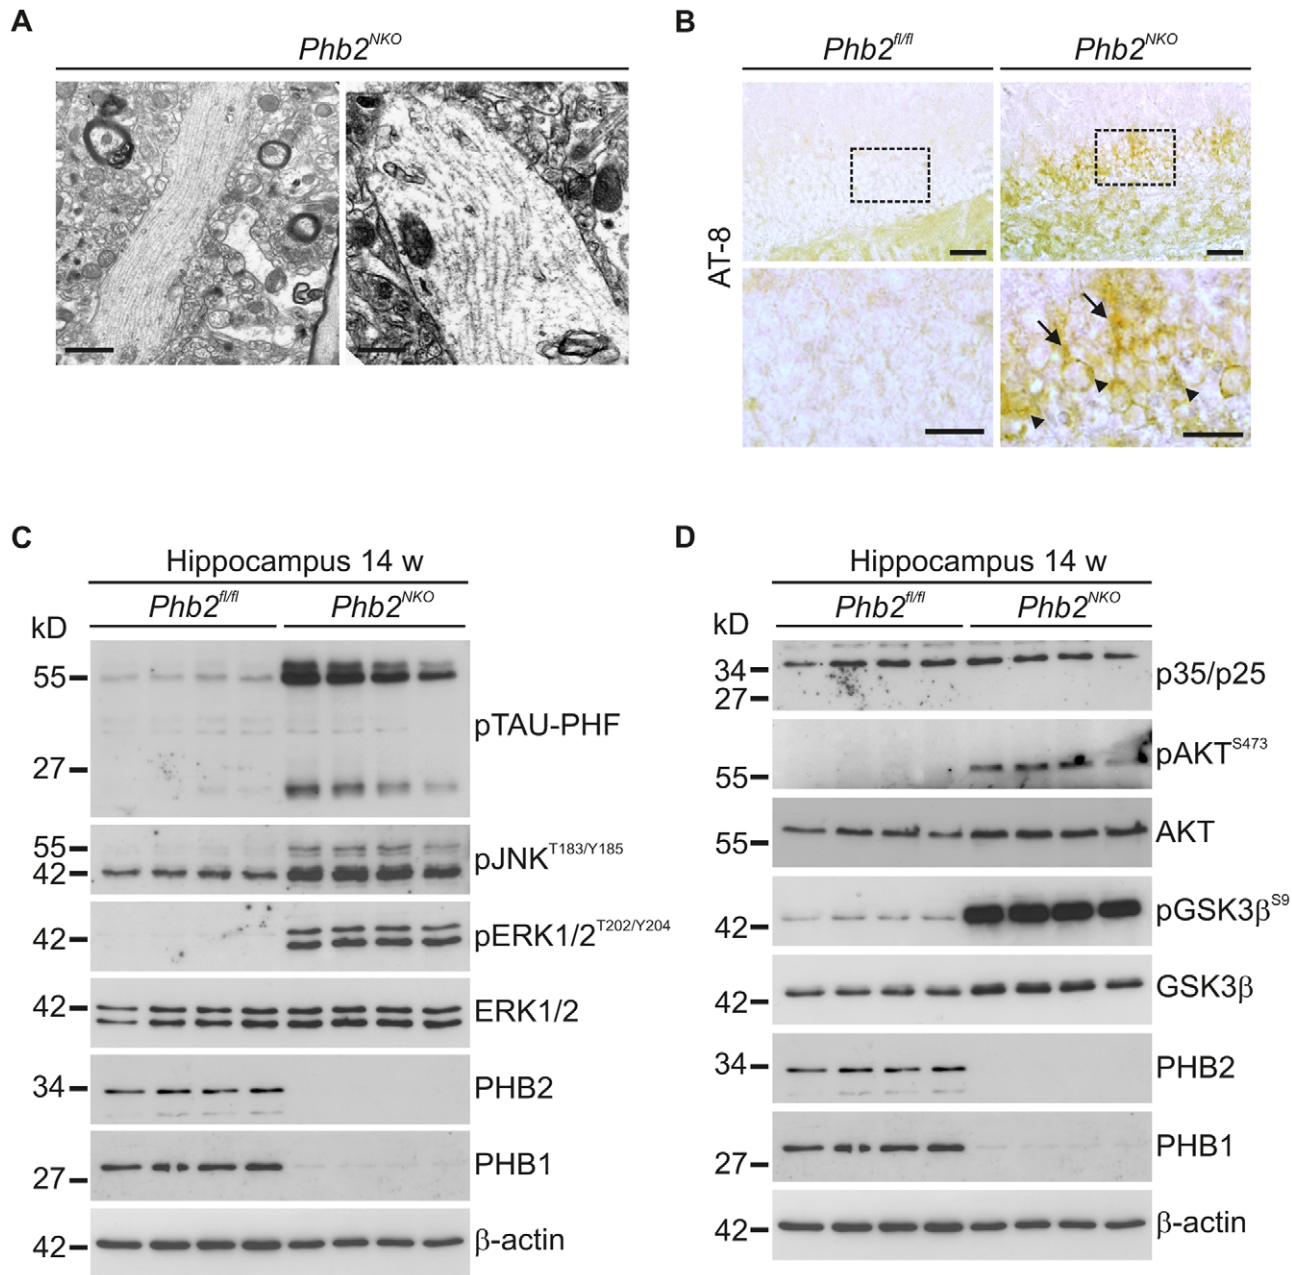 A
Phb2NKO
B
Phb2fl/fl
Phb2NKO
AT-8
C
Hippocampus 14 w
Phb2fl/fl
Phb2NKO
kD
55
27
pTAU-PHF
55
42
pJNKT183/Y185
42
pERK1/2T202/Y204
42
ERK1/2
34
PHB2
27
PHB1
42
β-actin
D
Hippocampus 14 w
Phb2fl/fl
Phb2NKO
kD
34
27
p35/p25
55
pAKTS473
55
AKT
42
pGSK3βS9
42
GSK3β
34
PHB2
27
PHB1
42
β-actin